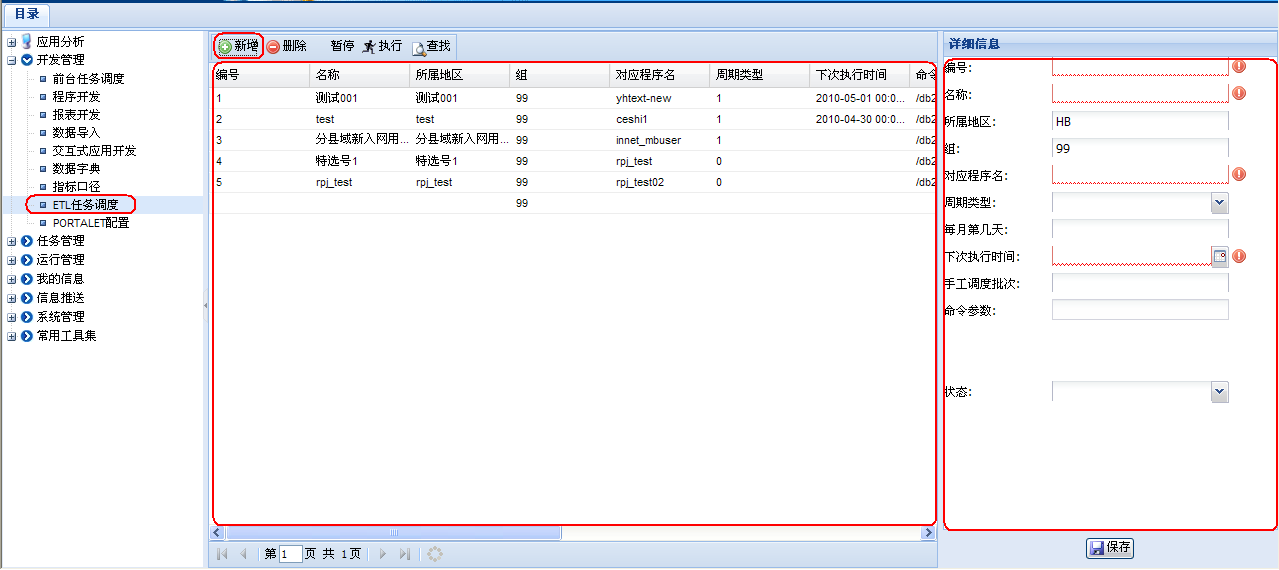 目录
应用分析
开发管理
前台任务调度
程序开发
报表开发
数据导入
交互式应用开发
数据字典
指标口径
ETL任务调度
PORTALET配置
任务管理
运行管理
我的信息
信息推送
系统管理
常用工具集
新增 删除 暂停 执行 查找
编号 名称 所属地区 组 对应程序名 周期类型 下次执行时间 命令
1 测试001 测试001 99 yhtext-new 1 2010-05-01 00:0... /db2
2 test test 99 ceshi1 1 2010-04-30 00:0... /db2
3 分县域新入网用... 分县域新入网用... 99 innet_mbuser 1 /db2
4 特选号1 特选号1 99 rpj_test 0 /db2
5 rpj_test rpj_test 99 rpj_test02 0 /db2
99
第 1 页 共 1 页
详细信息
编号:
名称:
所属地区: HB
组: 99
对应程序名:
周期类型:
每月第几天:
下次执行时间:
手工调度批次:
命令参数:
状态:
保存